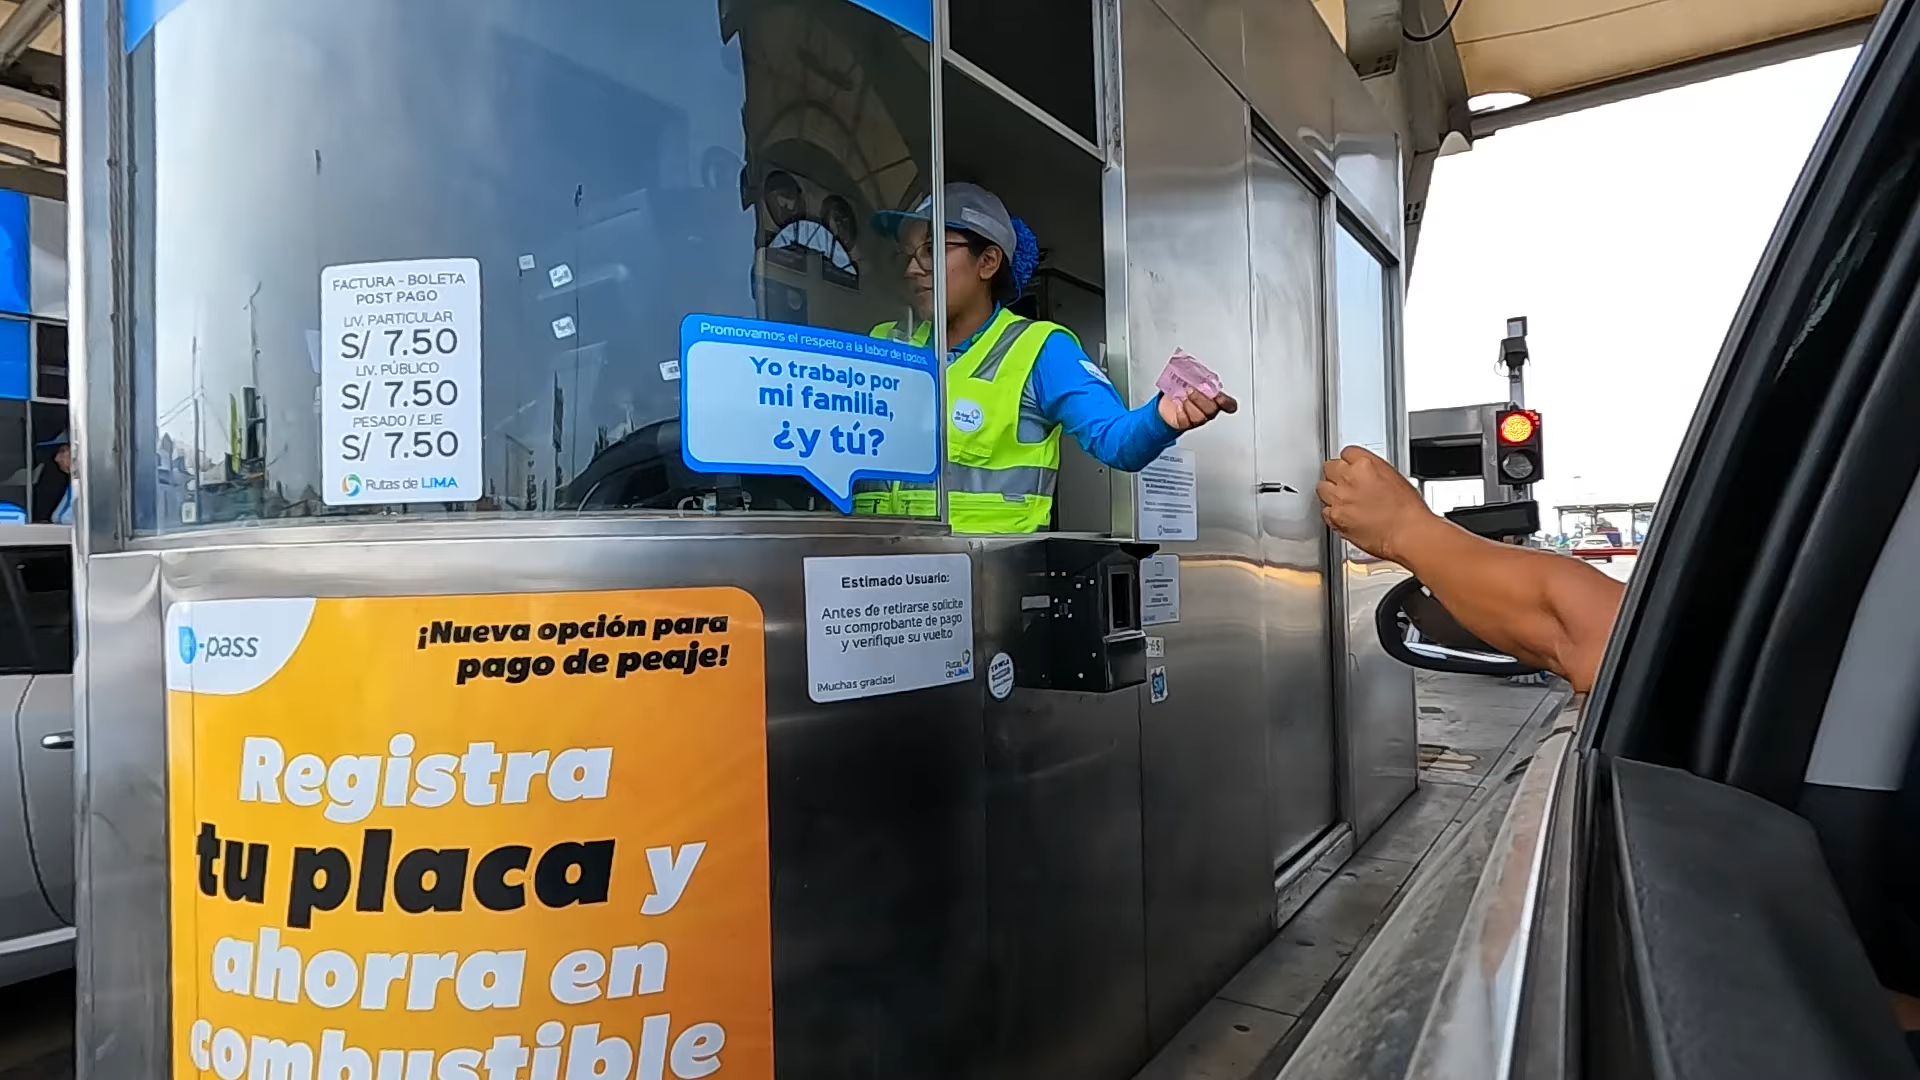 FACTURA - BOLETA
POST PAGO
LIV. PARTICULAR
S/ 7.50
LIV. PÚBLICO
S/ 7.50
PESADO / EJE
S/ 7.50
Rutas de LIMA
Promovamos el respeto a la labor de todos.
Yo trabajo por
mi familia,
¿y tú?
Estimado Usuario:
Antes de retirarse solicite
su comprobante de pago
y verifique su vuelto
¡Muchas gracias!
Rutas
de LIMA
-pass
¡Nueva opción para
pago de peaje!
Registra
tu placa y
ahorra en
combustible